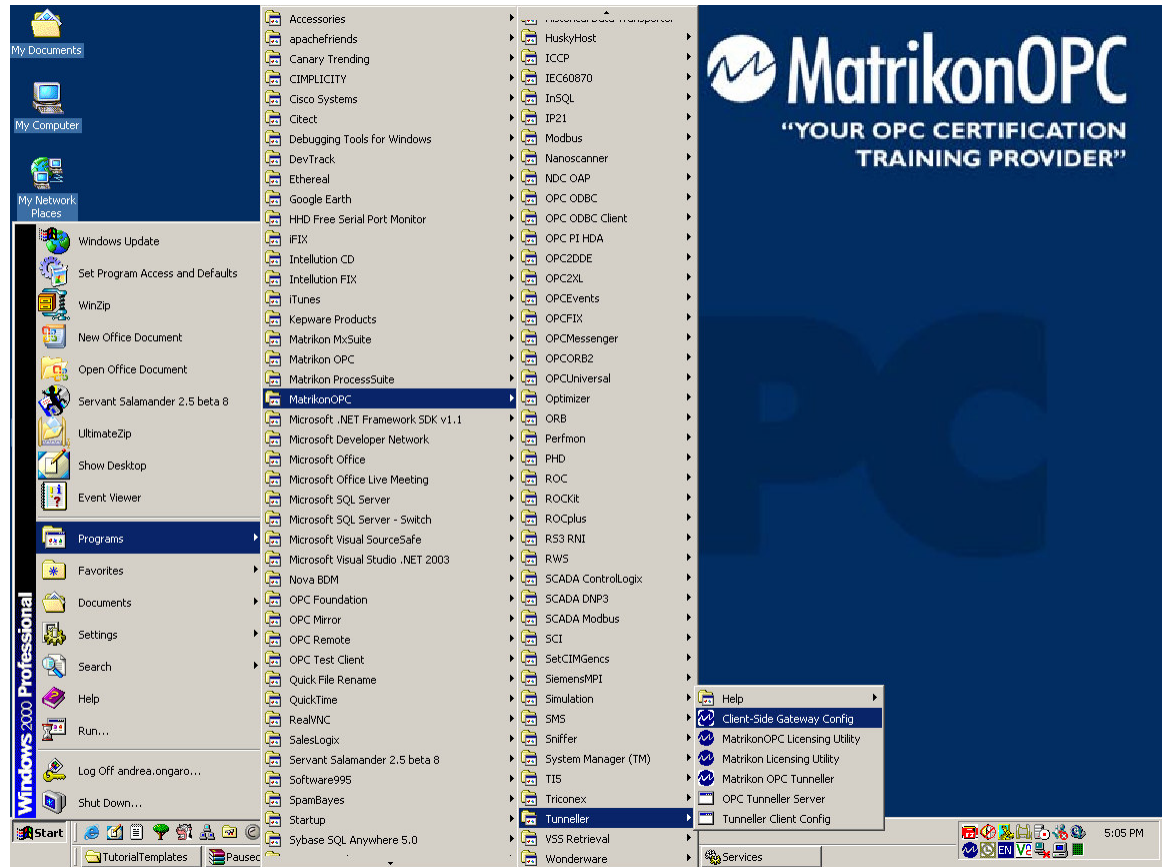 My Documents
My Computer
My Network
Places
MatrikonOPC
“YOUR OPC CERTIFICATION
TRAINING PROVIDER”
PC
Windows 2000 Professional
Windows Update
Set Program Access and Defaults
WinZip
New Office Document
Open Office Document
Servant Salamander 2.5 beta 8
UltimateZip
Show Desktop
Event Viewer
Programs
Favorites
Documents
Settings
Search
Help
Run...
Log Off andrea.ongaro...
Shut Down...
Accessories
apachefriends
Canary Trending
CIMPLICITY
Cisco Systems
Citect
Debugging Tools for Windows
DevTrack
Ethereal
Google Earth
HHD Free Serial Port Monitor
iFIX
Intellution CD
Intellution FIX
iTunes
Kepware Products
Matrikon MxSuite
Matrikon OPC
Matrikon ProcessSuite
MatrikonOPC
Microsoft .NET Framework SDK v1.1
Microsoft Developer Network
Microsoft Office
Microsoft Office Live Meeting
Microsoft SQL Server
Microsoft SQL Server - Switch
Microsoft Visual SourceSafe
Microsoft Visual Studio .NET 2003
Nova BDM
OPC Foundation
OPC Mirror
OPC Remote
OPC Test Client
Quick File Rename
QuickTime
RealVNC
SalesLogix
Servant Salamander 2.5 beta 8
Software995
SpamBayes
Startup
Sybase SQL Anywhere 5.0
Historical Data Transporter
HuskyHost
ICCP
IEC60870
InSQL
IP21
Modbus
Nanoscanner
NDC OAP
OPC ODBC
OPC ODBC Client
OPC PI HDA
OPC2DDE
OPC2XL
OPCEvents
OPCFIX
OPCMessenger
OPCORB2
OPCUniversal
Optimizer
ORB
Perfmon
PHD
ROC
ROCKit
ROCplus
RS3 RNI
RWS
SCADA ControlLogix
SCADA DNP3
SCADA Modbus
SCI
SetCIMGencs
SiemensMPI
Simulation
SMS
Sniffer
System Manager (TM)
TI5
Triconex
Tunneller
VSS Retrieval
Wonderware
Help
Client-Side Gateway Config
MatrikonOPC Licensing Utility
Matrikon Licensing Utility
Matrikon OPC Tunneller
OPC Tunneller Server
Tunneller Client Config
Start
TutorialTemplates
Paused
Services
EN
5:05 PM